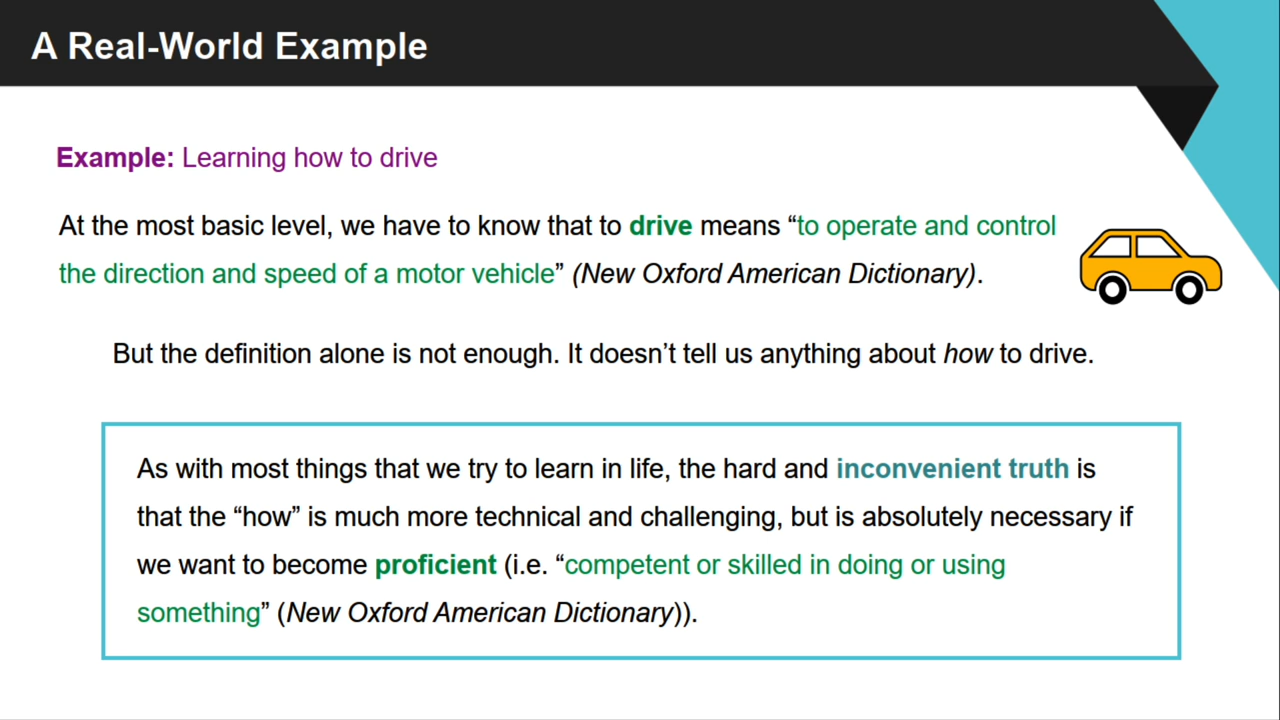 A Real-World Example
Example: Learning how to drive
At the most basic level, we have to know that to drive means “to operate and control
the direction and speed of a motor vehicle” (New Oxford American Dictionary).
But the definition alone is not enough. It doesn’t tell us anything about how to drive.
As with most things that we try to learn in life, the hard and inconvenient truth is
that the “how” is much more technical and challenging, but is absolutely necessary if
we want to become proficient (i.e. “competent or skilled in doing or using
something” (New Oxford American Dictionary)).